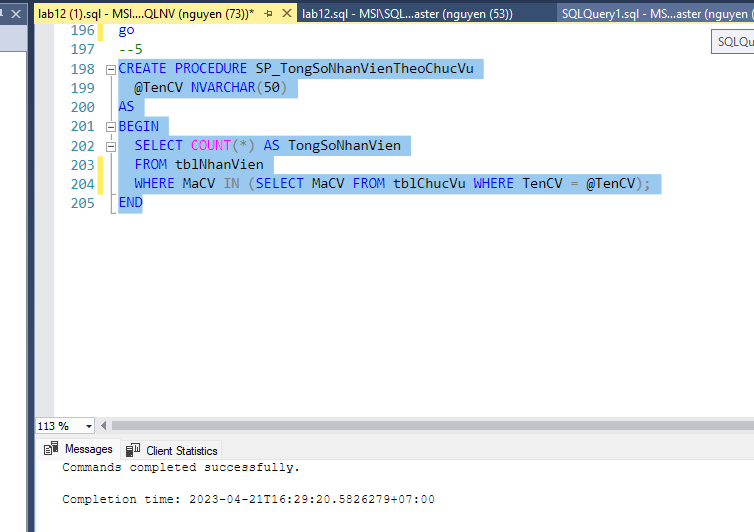 lab12 (1).sql - MSI....QLNV (nguyen (73))* lab12.sql - MSI\SQL...aster (nguyen (53)) SQLQuery1.sql - MS...aster (nguyen (
SQLQu
196 go
197 --5
198 CREATE PROCEDURE SP_TongSoNhanVienTheoChucVu
199 @TenCV NVARCHAR(50)
200 AS
201 BEGIN
202 SELECT COUNT(*) AS TongSoNhanVien
203 FROM tblNhanVien
204 WHERE MaCV IN (SELECT MaCV FROM tblChucVu WHERE TenCV = @TenCV);
205 END
113 %
Messages Client Statistics
Commands completed successfully.
Completion time: 2023-04-21T16:29:20.5826279+07:00